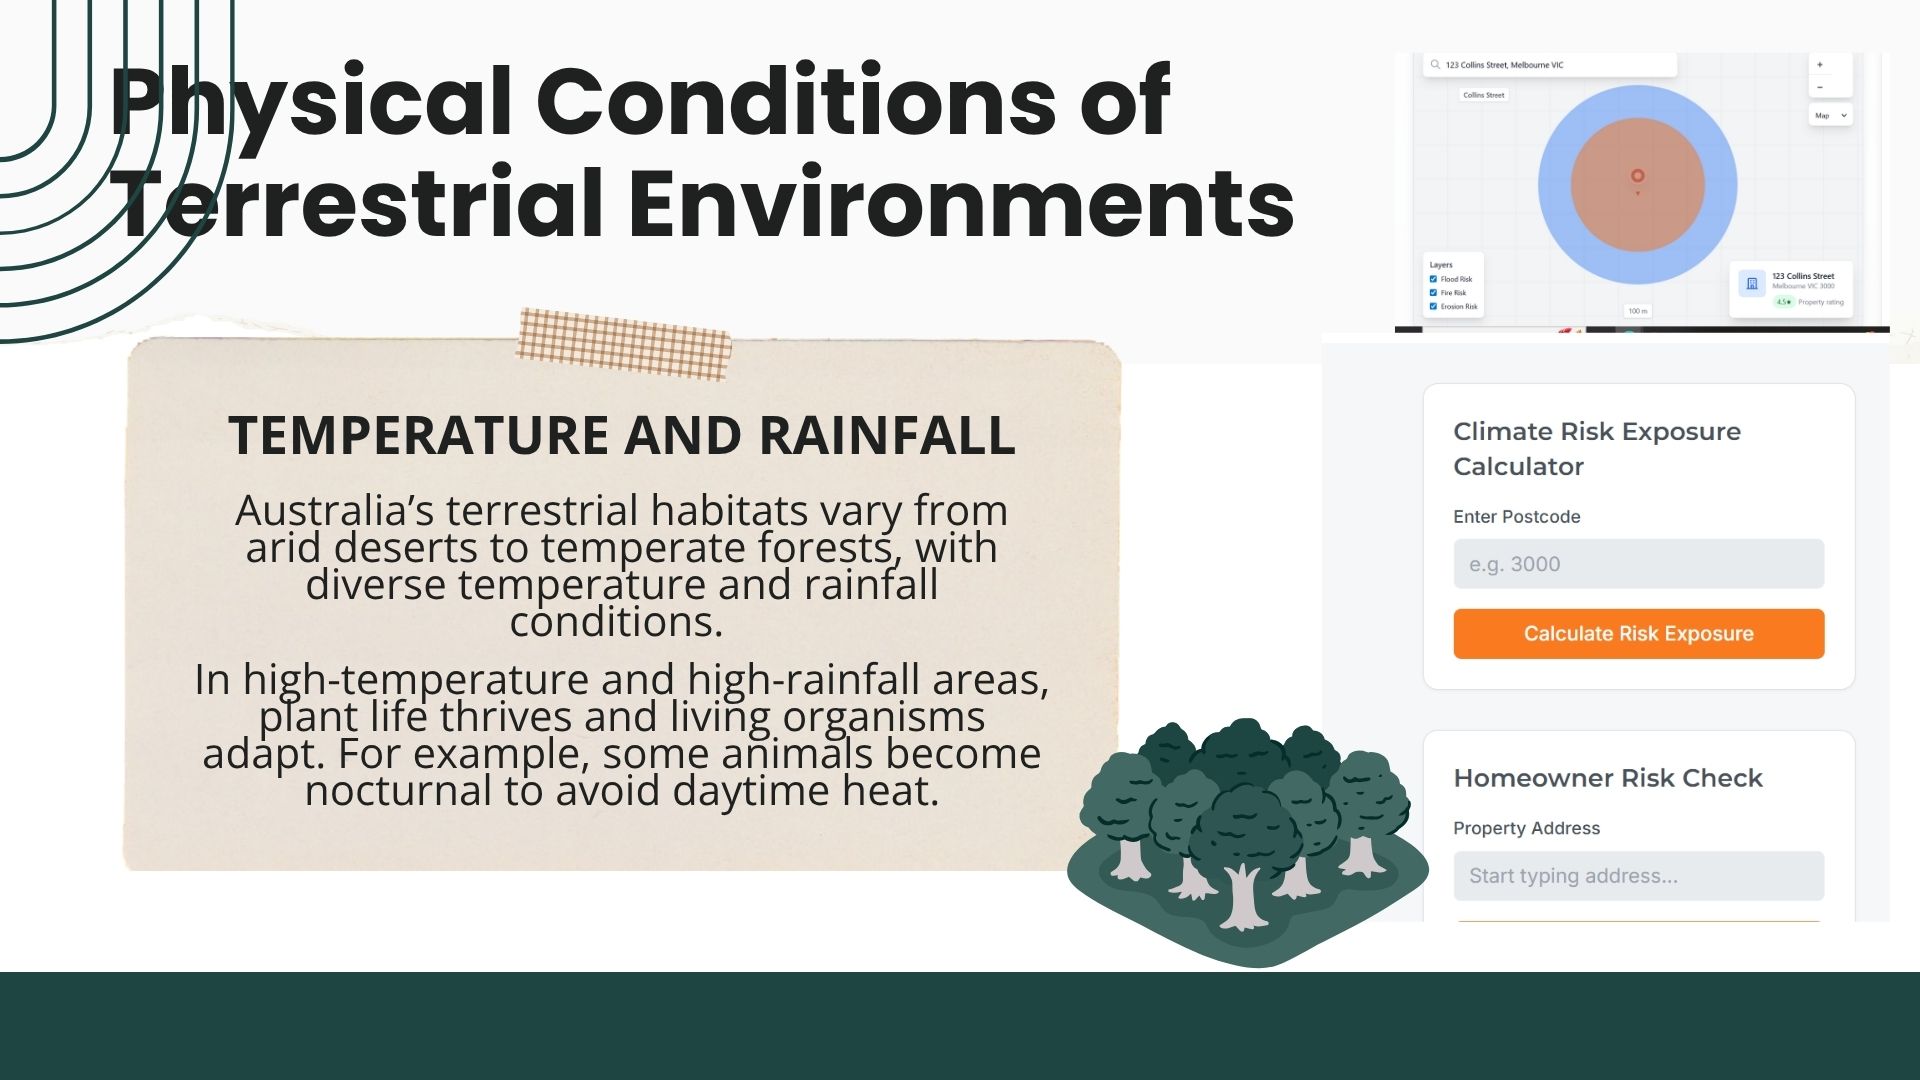 Physical Conditions of
Terrestrial Environments
TEMPERATURE AND RAINFALL
Australia’s terrestrial habitats vary from
arid deserts to temperate forests, with
diverse temperature and rainfall
conditions.
In high-temperature and high-rainfall areas,
plant life thrives and living organisms
adapt. For example, some animals become
nocturnal to avoid daytime heat.
123 Collins Street, Melbourne VIC
+
Collins Street
−
Map
Layers
Flood Risk
Fire Risk
Erosion Risk
123 Collins Street
Melbourne VIC 3000
4.5★ Property rating
100 m
Climate Risk Exposure
Calculator
Enter Postcode
e.g. 3000
Calculate Risk Exposure
Homeowner Risk Check
Property Address
Start typing address...